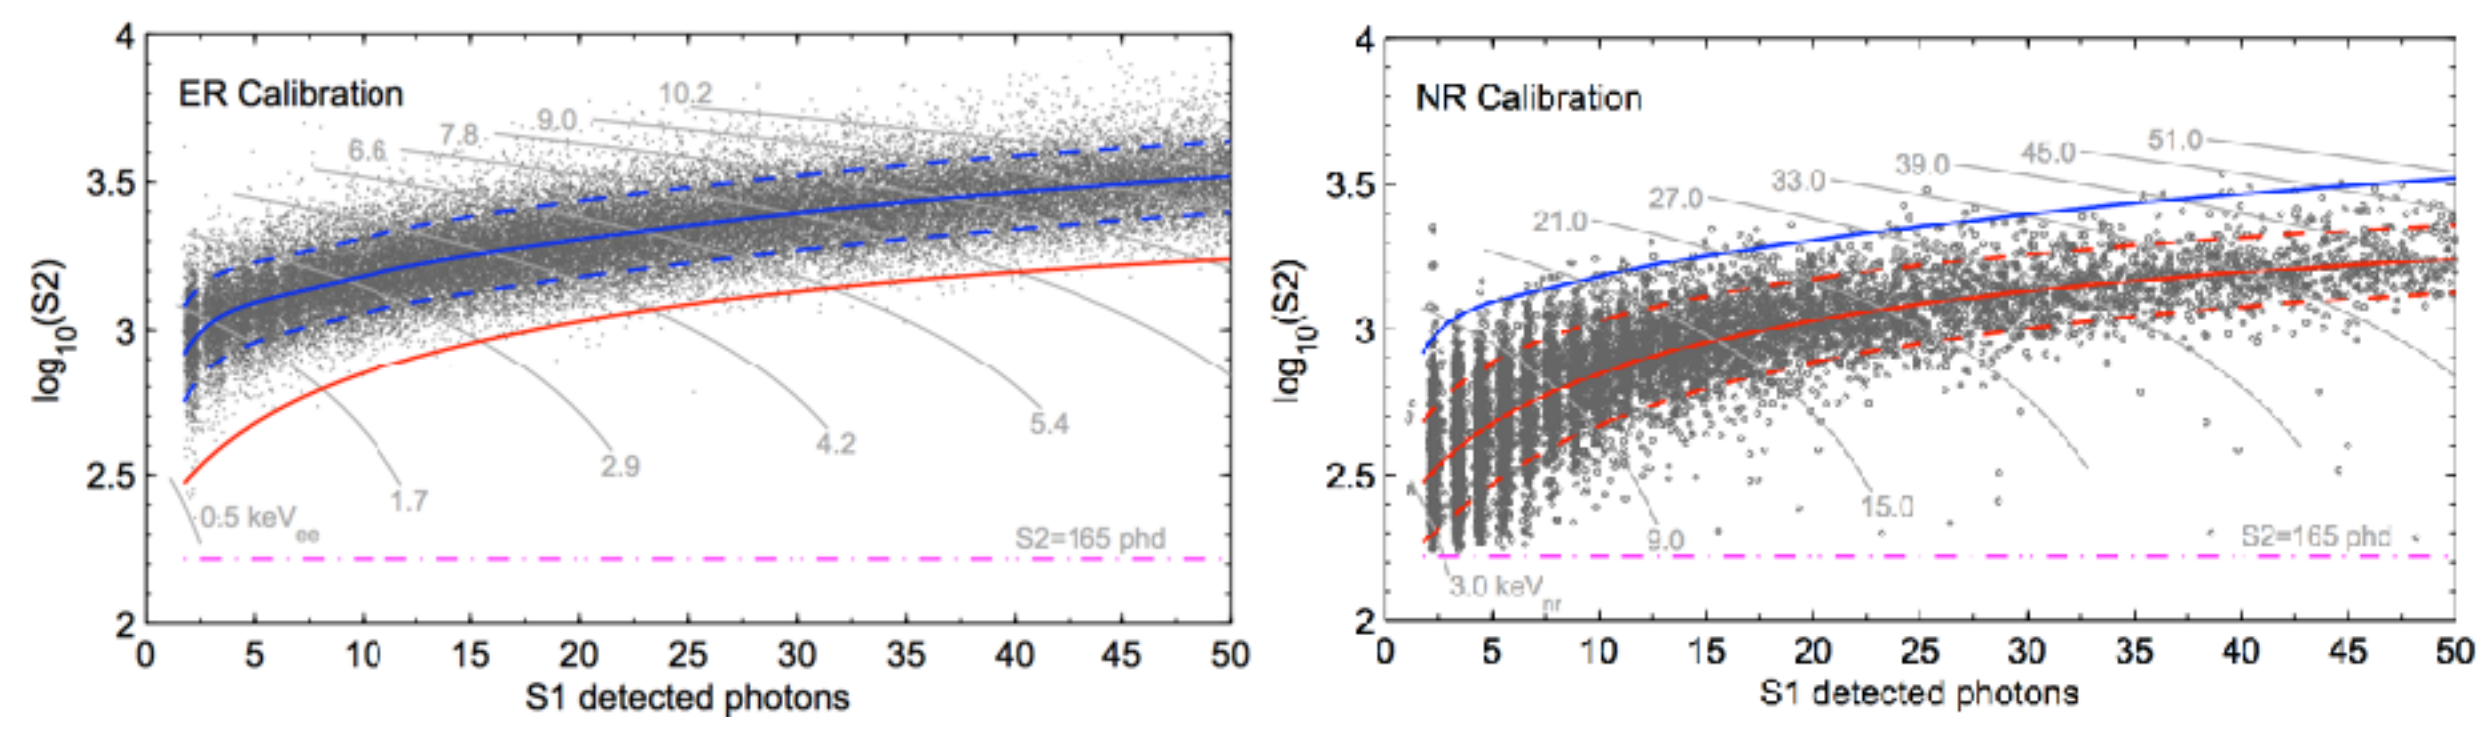 ER Calibration
10.2
9.0
7.8
6.6
5.4
4.2
2.9
1.7
0.5 keVee
S2=165 phd
4
3.5
3
2.5
2
log10(S2)
0 5 10 15 20 25 30 35 40 45 50
S1 detected photons
NR Calibration
51.0
45.0
39.0
33.0
27.0
21.0
15.0
9.0
3.0 keVnr
S2=165 phd
4
3.5
3
2.5
2
log10(S2)
0 5 10 15 20 25 30 35 40 45 50
S1 detected photons